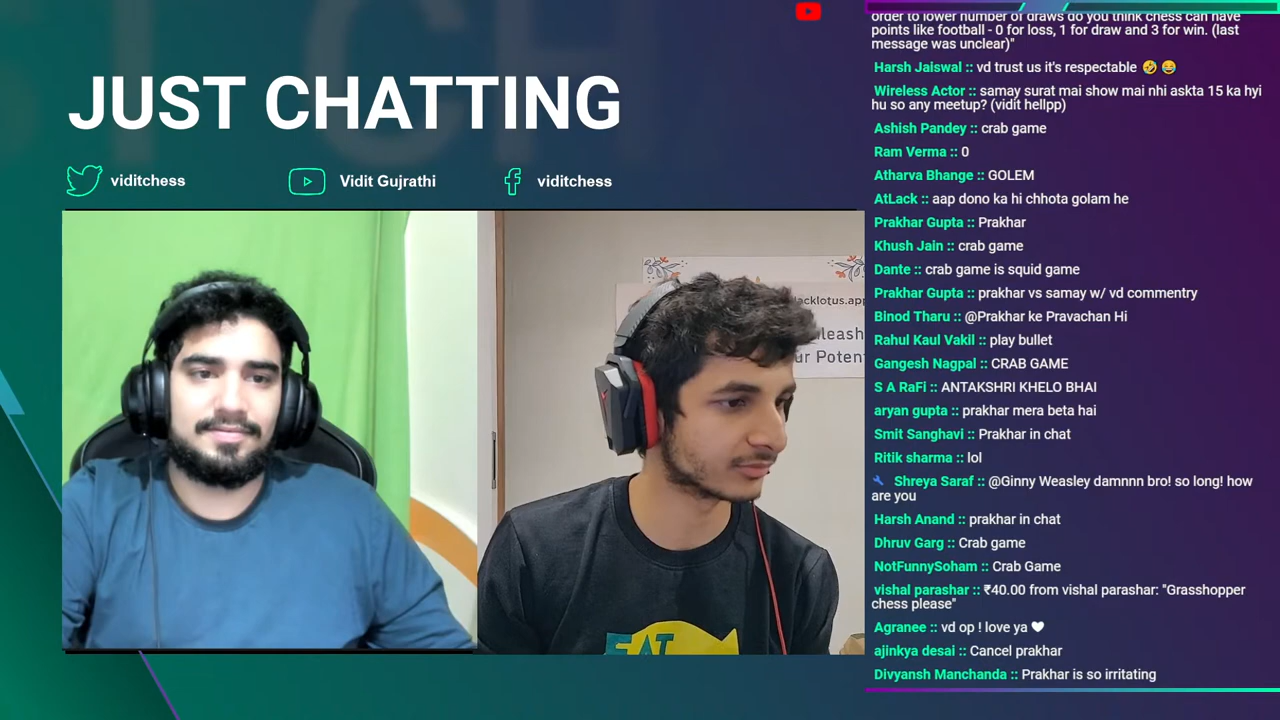 JUST CHATTING
viditchess
Vidit Gujrathi
viditchess
lacklotus.app
leash
ur Poten
EAT
order to lower number of draws do you think chess can have
points like football - 0 for loss, 1 for draw and 3 for win. (last
message was unclear)"
Harsh Jaiswal :: vd trust us it's respectable 🤣 😂
Wireless Actor :: samay surat mai show mai nhi askta 15 ka hyi
hu so any meetup? (vidit hellpp)
Ashish Pandey :: crab game
Ram Verma :: 0
Atharva Bhange :: GOLEM
AtLack :: aap dono ka hi chhota golam he
Prakhar Gupta :: Prakhar
Khush Jain :: crab game
Dante :: crab game is squid game
Prakhar Gupta :: prakhar vs samay w/ vd commentry
Binod Tharu :: @Prakhar ke Pravachan Hi
Rahul Kaul Vakil :: play bullet
Gangesh Nagpal :: CRAB GAME
S A RaFi :: ANTAKSHRI KHELO BHAI
aryan gupta :: prakhar mera beta hai
Smit Sanghavi :: Prakhar in chat
Ritik sharma :: lol
Shreya Saraf :: @Ginny Weasley damnnn bro! so long! how
are you
Harsh Anand :: prakhar in chat
Dhruv Garg :: Crab game
NotFunnySoham :: Crab Game
vishal parashar :: ₹40.00 from vishal parashar: "Grasshopper
chess please"
Agranee :: vd op ! love ya 🤍
ajinkya desai :: Cancel prakhar
Divyansh Manchanda :: Prakhar is so irritating